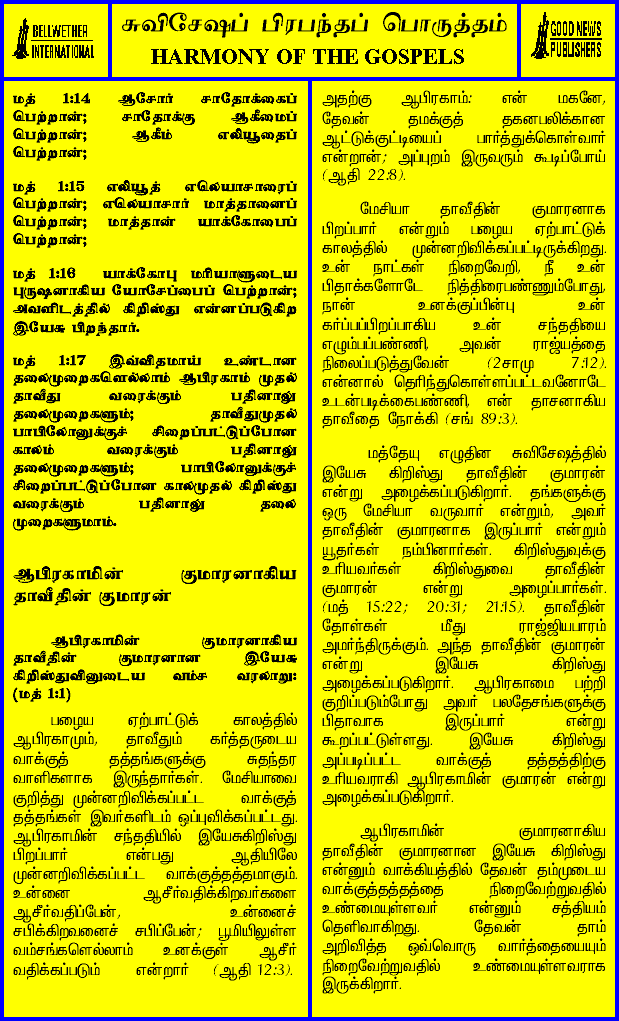 BELLWETHER
INTERNATIONAL
சுவிசேஷப் பிரபந்தப் பொருத்தம்
HARMONY OF THE GOSPELS
GOOD NEWS
PUBLISHERS
மத் 1:14 ஆசோர் சாதோக்கைப்
பெற்றான்; சாதோக்கு ஆகீமைப்
பெற்றான்; ஆகீம் எலியூதைப்
பெற்றான்;
மத் 1:15 எலியூத் எலெயாசாரைப்
பெற்றான்; எலெயாசார் மாத்தானைப்
பெற்றான்; மாத்தான் யாக்கோபைப்
பெற்றான்;
மத் 1:16 யாக்கோபு மரியாளுடைய
புருஷனாகிய யோசேப்பைப் பெற்றான்;
அவளிடத்தில் கிறிஸ்து என்னப்படுகிற
இயேசு பிறந்தார்.
மத் 1:17 இவ்விதமாய் உண்டான
தலைமுறைகளெல்லாம் ஆபிரகாம் முதல்
தாவீது வரைக்கும் பதினாலு
தலைமுறைகளும்; தாவீதுமுதல்
பாபிலோனுக்குச் சிறைப்பட்டுப்போன
காலம் வரைக்கும் பதினாலு
தலைமுறைகளும்; பாபிலோனுக்குச்
சிறைப்பட்டுப்போன காலமுதல் கிறிஸ்து
வரைக்கும் பதினாலு தலை
முறைகளுமாம்.
ஆபிரகாமின் குமாரனாகிய
தாவீதின் குமாரன்
ஆபிரகாமின் குமாரனாகிய
தாவீதின் குமாரனான இயேசு
கிறிஸ்துவினுடைய வம்ச வரலாறு:
(மத் 1:1)
பழைய ஏற்பாட்டுக் காலத்தில்
ஆபிரகாமும், தாவீதும் கர்த்தருடைய
வாக்குத் தத்தங்களுக்கு சுதந்தர
வாளிகளாக இருந்தார்கள். மேசியாவை
குறித்து முன்னறிவிக்கப்பட்ட வாக்குத்
தத்தங்கள் இவர்களிடம் ஒப்புவிக்கப்பட்டது.
ஆபிரகாமின் சந்ததியில் இயேசுகிறிஸ்து
பிறப்பார் என்பது ஆதியிலே
முன்னறிவிக்கப்பட்ட வாக்குத்தத்தமாகும்.
உன்னை ஆசீர்வதிக்கிறவர்களை
ஆசீர்வதிப்பேன், உன்னைச்
சபிக்கிறவனைச் சபிப்பேன்; பூமியிலுள்ள
வம்சங்களெல்லாம் உனக்குள் ஆசீர்
வதிக்கப்படும் என்றார் (ஆதி 12:3).
அதற்கு ஆபிரகாம்: என் மகனே,
தேவன் தமக்குத் தகனபலிக்கான
ஆட்டுக்குட்டியைப் பார்த்துக்கொள்வார்
என்றான்; அப்புறம் இருவரும் கூடிப்போய்
(ஆதி 22:8).
மேசியா தாவீதின் குமாரனாக
பிறப்பார் என்றும் பழைய ஏற்பாட்டுக்
காலத்தில் முன்னறிவிக்கப்பட்டிருக்கிறது.
உன் நாட்கள் நிறைவேறி, நீ உன்
பிதாக்களோடே நித்திரைபண்ணும்போது,
நான் உனக்குப்பின்பு உன்
கர்ப்பப்பிறப்பாகிய உன் சந்ததியை
எழும்பப்பண்ணி, அவன் ராஜ்யத்தை
நிலைப்படுத்துவேன் (2சாமு 7:12).
என்னால் தெரிந்துகொள்ளப்பட்டவனோடே
உடன்படிக்கைபண்ணி, என் தாசனாகிய
தாவீதை நோக்கி (சங் 89:3).
மத்தேயு எழுதின சுவிசேஷத்தில்
இயேசு கிறிஸ்து தாவீதின் குமாரன்
என்று அழைக்கப்படுகிறார். தங்களுக்கு
ஒரு மேசியா வருவார் என்றும், அவர்
தாவீதின் குமாரனாக இருப்பார் என்றும்
யூதர்கள் நம்பினார்கள். கிறிஸ்துவுக்கு
உரியவர்கள் கிறிஸ்துவை தாவீதின்
குமாரன் என்று அழைப்பார்கள்.
(மத் 15:22; 20:31; 21:15). தாவீதின்
தோள்கள் மீது ராஜ்ஜியபாரம்
அமர்ந்திருக்கும். அந்த தாவீதின் குமாரன்
என்று இயேசு கிறிஸ்து
அழைக்கப்படுகிறார். ஆபிரகாமை பற்றி
குறிப்படும்போது அவர் பலதேசங்களுக்கு
பிதாவாக இருப்பார் என்று
கூறப்பட்டுள்ளது. இயேசு கிறிஸ்து
அப்படிப்பட்ட வாக்குத் தத்தத்திற்கு
உரியவராகி ஆபிரகாமின் குமாரன் என்று
அழைக்கப்படுகிறார்.
ஆபிரகாமின் குமாரனாகிய
தாவீதின் குமாரனான இயேசு கிறிஸ்து
என்னும் வாக்கியத்தில் தேவன் தம்முடைய
வாக்குத்தத்தத்தை நிறைவேற்றுவதில்
உண்மையுள்ளவர் என்னும் சத்தியம்
தெளிவாகிறது. தேவன் தாம்
அறிவித்த ஒவ்வொரு வார்த்தையையும்
நிறைவேற்றுவதில் உண்மையுள்ளவராக
இருக்கிறார்.